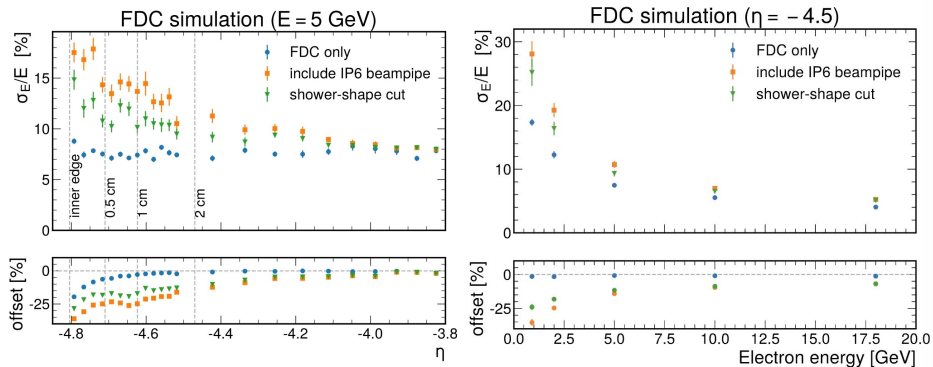 FDC simulation (E = 5 GeV)
σE/E [%]
15
10
5
0
FDC only
include IP6 beampipe
shower-shape cut
inner edge
0.5 cm
1 cm
2 cm
offset [%]
0
-25
-4.8
-4.6
-4.4
-4.2
-4.0
-3.8
η
FDC simulation (η = − 4.5)
σE/E [%]
30
20
10
0
FDC only
include IP6 beampipe
shower-shape cut
offset [%]
0
-25
0.0
2.5
5.0
7.5
10.0
12.5
15.0
17.5
20.0
Electron energy [GeV]